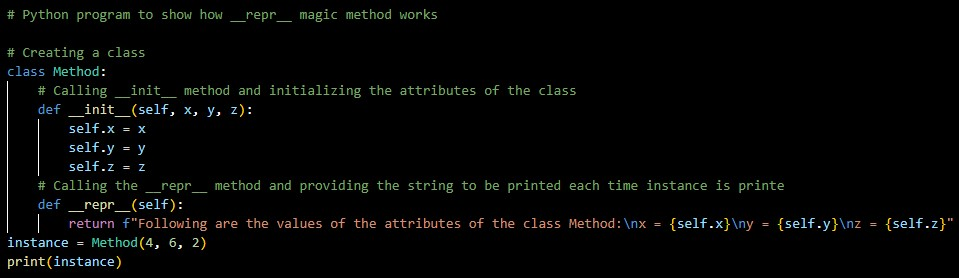 # Python program to show how __repr__ magic method works
# Creating a class
class Method:
# Calling __init__ method and initializing the attributes of the class
def __init__(self, x, y, z):
self.x = x
self.y = y
self.z = z
# Calling the __repr__ method and providing the string to be printed each time instance is printe
def __repr__(self):
return f"Following are the values of the attributes of the class Method:\nx = {self.x}\ny = {self.y}\nz = {self.z}"
instance = Method(4, 6, 2)
print(instance)